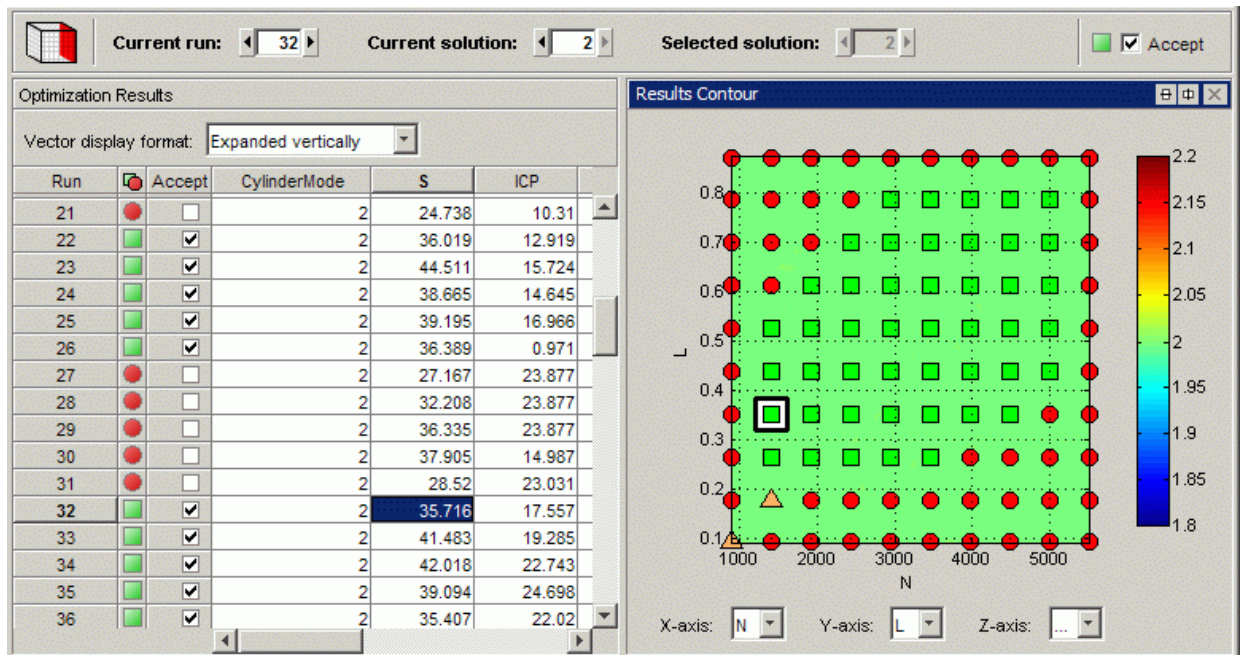 Current run: 32 Current solution: 2 Selected solution: 2 Accept
Optimization Results
Vector display format: Expanded vertically
Run Accept CylinderMode S ICP
21 2 24.738 10.31
22 2 36.019 12.919
23 2 44.511 15.724
24 2 38.665 14.645
25 2 39.195 16.966
26 2 36.389 0.971
27 2 27.167 23.877
28 2 32.208 23.877
29 2 36.335 23.877
30 2 37.905 14.987
31 2 28.52 23.031
32 2 35.716 17.557
33 2 41.483 19.285
34 2 42.018 22.743
35 2 39.094 24.698
36 2 35.407 22.02
Results Contour
0.8
0.7
0.6
0.5
0.4
0.3
0.2
0.1
L
1000 2000 3000 4000 5000
N
2.2
2.15
2.1
2.05
2
1.95
1.9
1.85
1.8
X-axis: N Y-axis: L Z-axis: ...